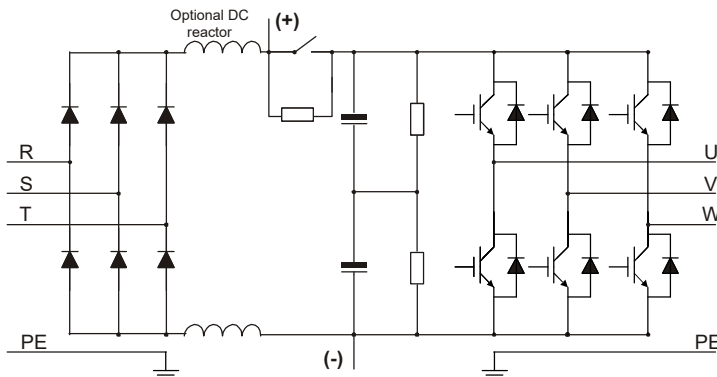 Optional DC
reactor
(+)
R
S
T
U
V
W
PE
(-)
PE